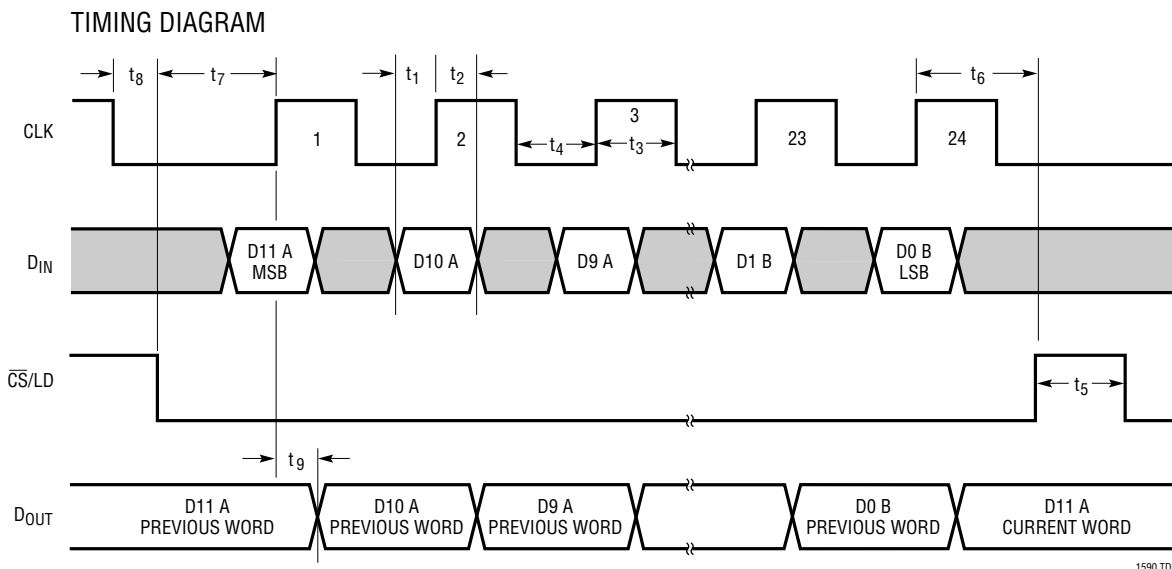 TIMING DIAGRAM
t8
t7
t1
t2
t6
CLK
1
2
t4
3
t3
23
24
DIN
D11 A
MSB
D10 A
D9 A
D1 B
D0 B
LSB
CS/LD
t5
t9
DOUT
D11 A
PREVIOUS WORD
D10 A
PREVIOUS WORD
D9 A
PREVIOUS WORD
D0 B
PREVIOUS WORD
D11 A
CURRENT WORD
1590 TD